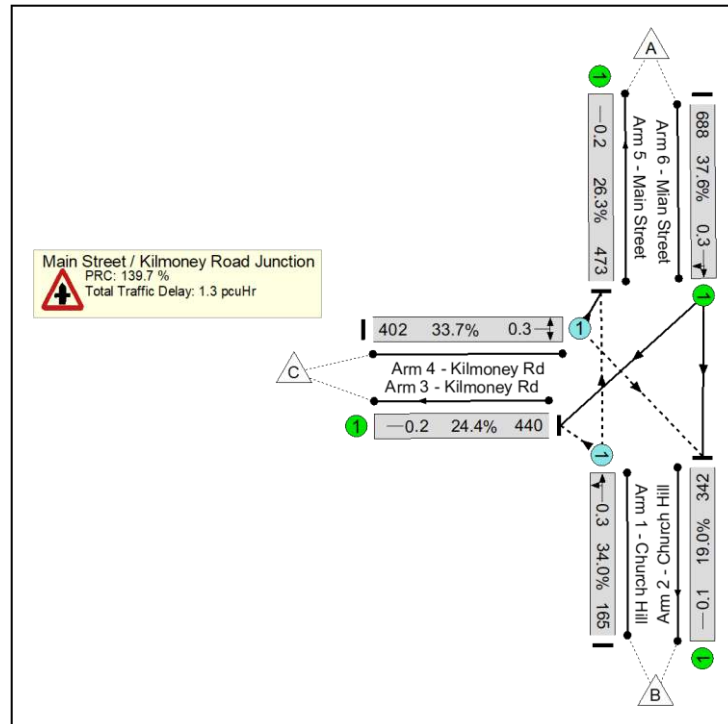 A
1
0.2 26.3% 473
Arm 5 - Main Street
Arm 6 - Mian Street
688 37.6% 0.3
1
Main Street / Kilmoney Road Junction
PRC: 139.7 %
Total Traffic Delay: 1.3 pcuHr
402 33.7% 0.3
1
C
Arm 4 - Kilmoney Rd
Arm 3 - Kilmoney Rd
1
0.2 24.4% 440
1
0.3 34.0% 165
Arm 1 - Church Hill
Arm 2 - Church Hill
342 19.0% 0.1
1
B